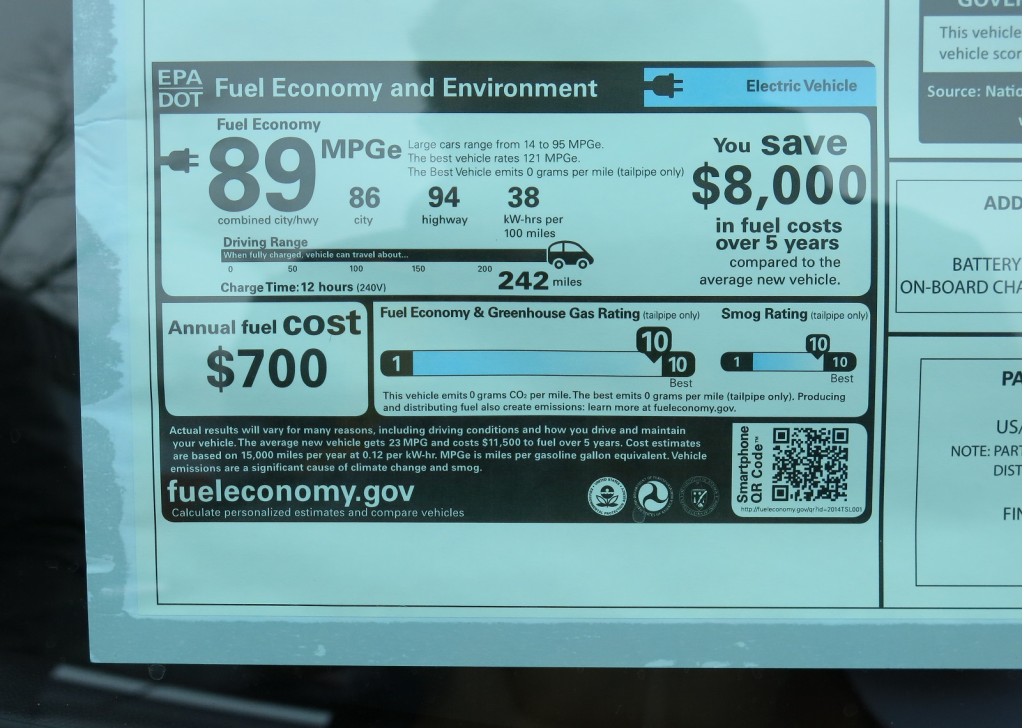 EPA
DOT
Fuel Economy and Environment
Electric Vehicle
Fuel Economy
89
MPGe
combined city/hwy
Large cars range from 14 to 95 MPGe.
The best vehicle rates 121 MPGe.
The Best Vehicle emits 0 grams per mile (tailpipe only)
86
city
94
highway
38
kW-hrs per
100 miles
You save
$8,000
in fuel costs
over 5 years
compared to the
average new vehicle.
Driving Range
When fully charged, vehicle can travel about...
0 50 100 150 200
242 miles
Charge Time: 12 hours (240V)
Annual fuel cost
$700
Fuel Economy & Greenhouse Gas Rating (tailpipe only)
10
1 10
Best
Smog Rating (tailpipe only)
10
1 10
Best
This vehicle emits 0 grams CO₂ per mile. The best emits 0 grams per mile (tailpipe only). Producing
and distributing fuel also create emissions: learn more at fueleconomy.gov.
Actual results will vary for many reasons, including driving conditions and how you drive and maintain
your vehicle. The average new vehicle gets 23 MPG and costs $11,500 to fuel over 5 years. Cost estimates
are based on 15,000 miles per year at 0.12 per kW-hr. MPGe is miles per gasoline gallon equivalent. Vehicle
emissions are a significant cause of climate change and smog.
fueleconomy.gov
Calculate personalized estimates and compare vehicles
Smartphone
QR Code™
http://fueleconomy.gov/q/?id=2014TSL001
GOVER
This vehicle
vehicle scor
Source: Natio
ADD
BATTERY
ON-BOARD CHA
PA
US/
NOTE: PART
DIST
FIN